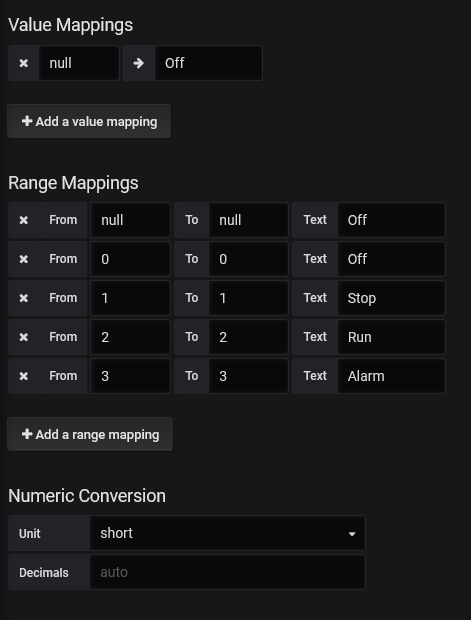 Value Mappings
✖ null ➔ Off
+ Add a value mapping
Range Mappings
✖ From null To null Text Off
✖ From 0 To 0 Text Off
✖ From 1 To 1 Text Stop
✖ From 2 To 2 Text Run
✖ From 3 To 3 Text Alarm
+ Add a range mapping
Numeric Conversion
Unit short
Decimals auto